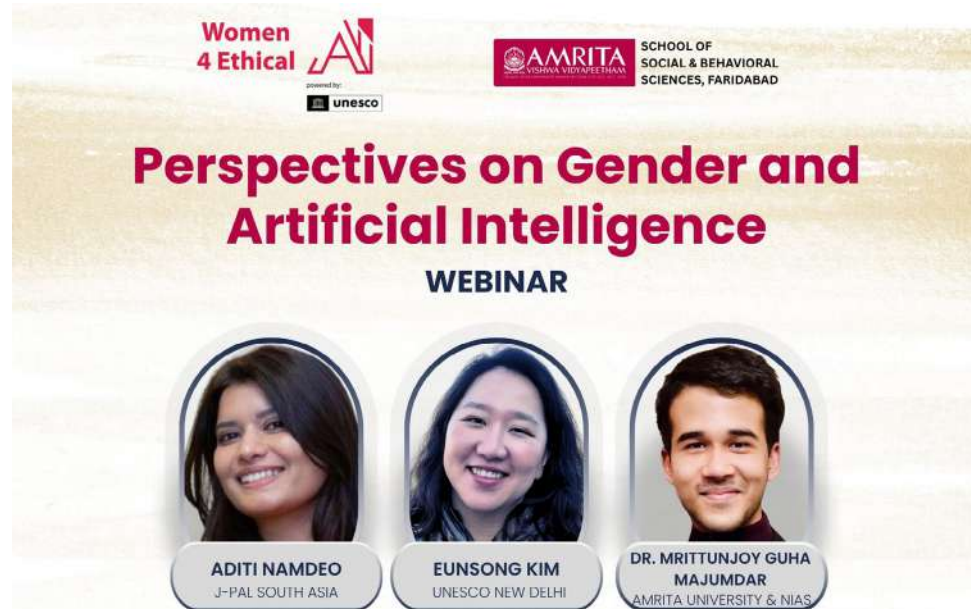 Women
4 Ethical AI
powered by:
unesco
AMRITA
VISHWA VIDYAPEETHAM
SCHOOL OF
SOCIAL & BEHAVIORAL
SCIENCES, FARIDABAD
Perspectives on Gender and
Artificial Intelligence
WEBINAR
ADITI NAMDEO
J-PAL SOUTH ASIA
EUNSONG KIM
UNESCO NEW DELHI
DR. MRITTUNJOY GUHA
MAJUMDAR
AMRITA UNIVERSITY & NIAS